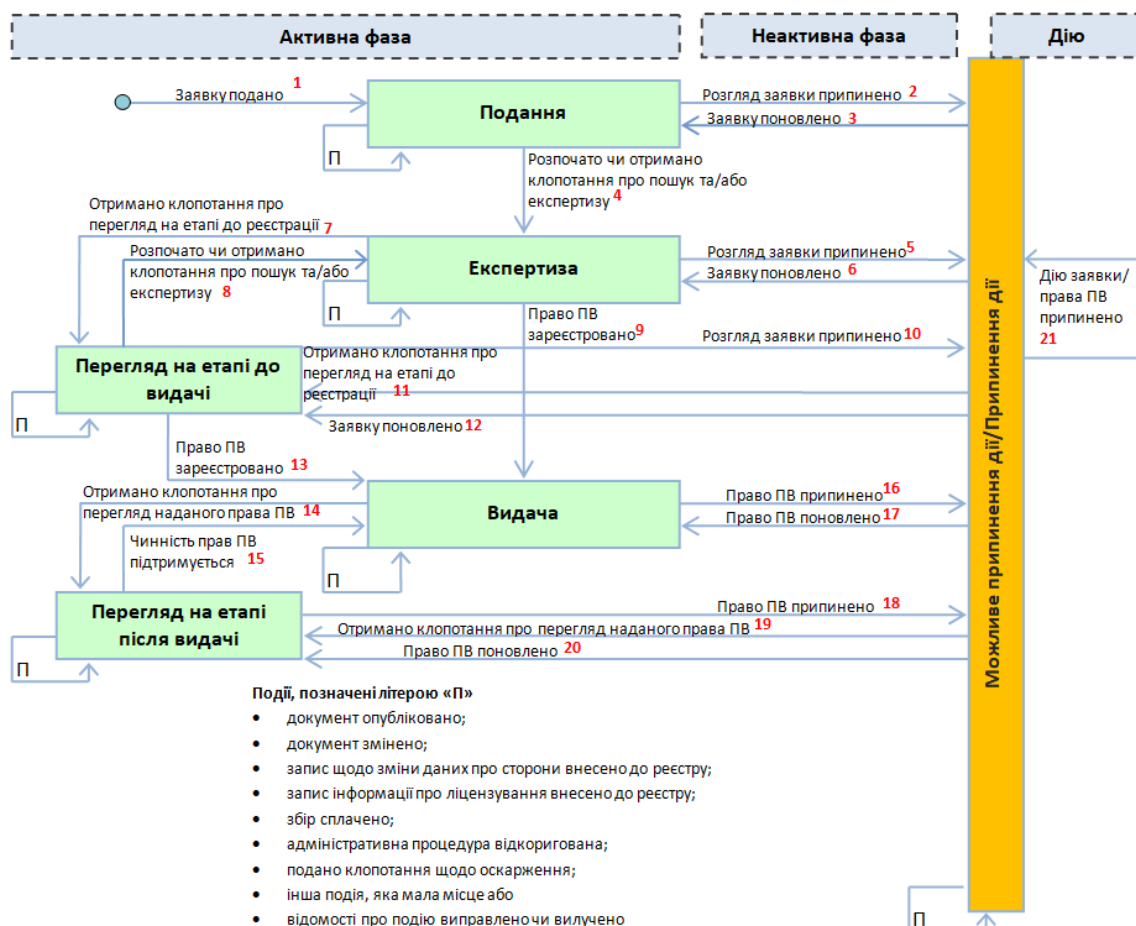 Активна фаза
Неактивна фаза
Дію
Заявку подано 1
Подання
Розгляд заявки припинено 2
Заявку поновлено 3
П
Розпочато чи отримано
клопотання про пошук та/або
експертизу 4
Отримано клопотання про
перегляд на етапі до реєстрації 7
Розпочато чи отримано
клопотання про пошук та/або
експертизу 8
Експертиза
Розгляд заявки припинено 5
Заявку поновлено 6
П
Дію заявки/
права ПВ
припинено
21
Право ПВ
зареєстровано 9
Розгляд заявки припинено 10
Перегляд на етапі до
видачі
Отримано клопотання про
перегляд на етапі до
реєстрації 11
П
Заявку поновлено 12
Право ПВ
зареєстровано 13
Отримано клопотання про
перегляд наданого права ПВ 14
Видача
Право ПВ припинено 16
Право ПВ поновлено 17
Чинність прав ПВ
підтримується 15
П
Перегляд на етапі
після видачі
Право ПВ припинено 18
Отримано клопотання про перегляд наданого права ПВ 19
Право ПВ поновлено 20
П
Можливе припинення дії/Припинення дії
Події, позначені літерою «П»
• документ опубліковано;
• документ змінено;
• запис щодо зміни даних про сторони внесено до реєстру;
• запис інформації про ліцензування внесено до реєстру;
• збір сплачено;
• адміністративна процедура відкоригована;
• подано клопотання щодо оскарження;
• інша подія, яка мала місце або
• відомості про подію виправлено чи вилучено
П